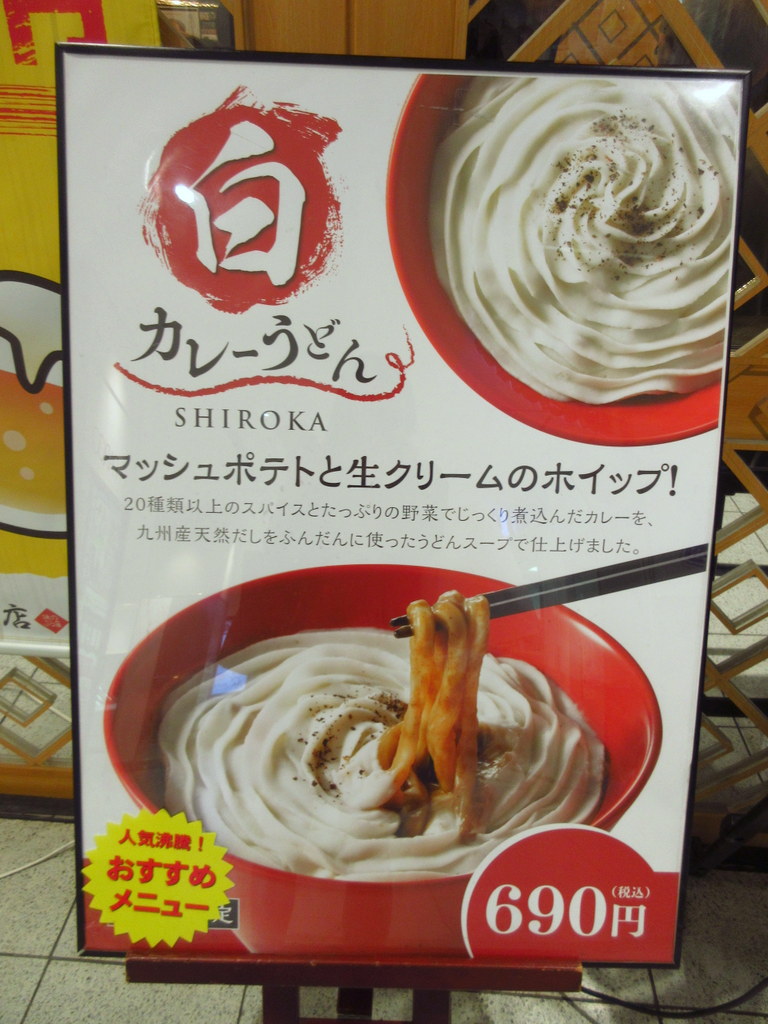 白
カレーうどん
SHIROKA
マッシュポテトと生クリームのホイップ!
20種類以上のスパイスとたっぷりの野菜でじっくり煮込んだカレーを、
九州産天然だしをふんだんに使ったうどんスープで仕上げました。
人気沸騰!
おすすめ
メニュー
定
690円
(税込)
店